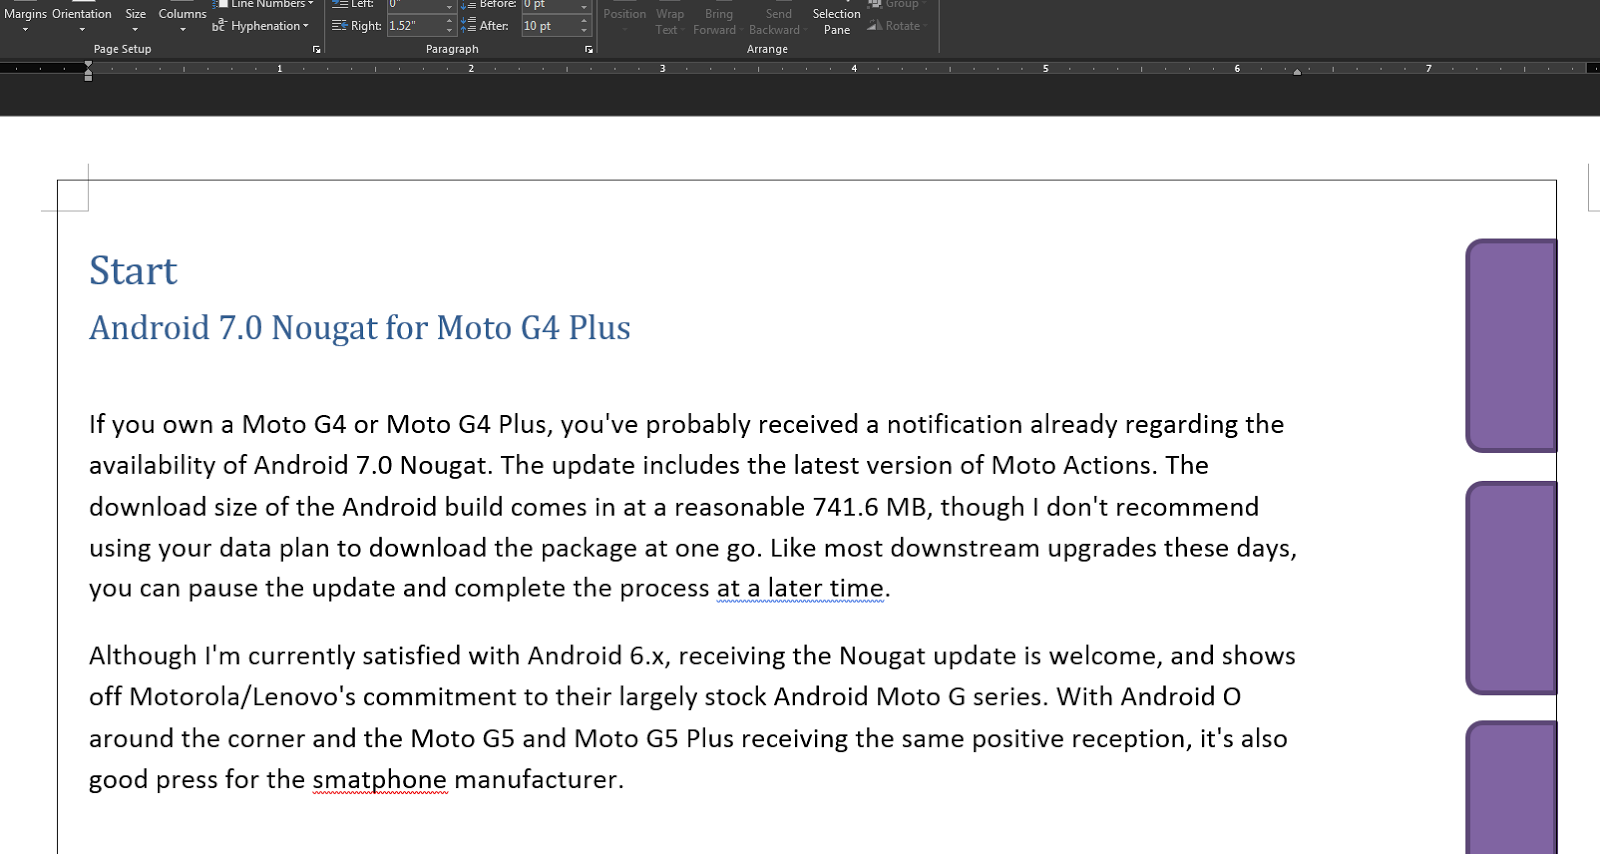 Margins Orientation Size Columns Line Numbers Left: 0" Before: 0 pt Position Wrap Bring Send Selection Group
Hyphenation Right: 1.52" After: 10 pt Text Forward Backward Pane Rotate
Page Setup Paragraph Arrange
1 2 3 4 5 6 7
Start
Android 7.0 Nougat for Moto G4 Plus
If you own a Moto G4 or Moto G4 Plus, you've probably received a notification already regarding the
availability of Android 7.0 Nougat. The update includes the latest version of Moto Actions. The
download size of the Android build comes in at a reasonable 741.6 MB, though I don't recommend
using your data plan to download the package at one go. Like most downstream upgrades these days,
you can pause the update and complete the process at a later time.
Although I'm currently satisfied with Android 6.x, receiving the Nougat update is welcome, and shows
off Motorola/Lenovo's commitment to their largely stock Android Moto G series. With Android O
around the corner and the Moto G5 and Moto G5 Plus receiving the same positive reception, it's also
good press for the smatphone manufacturer.